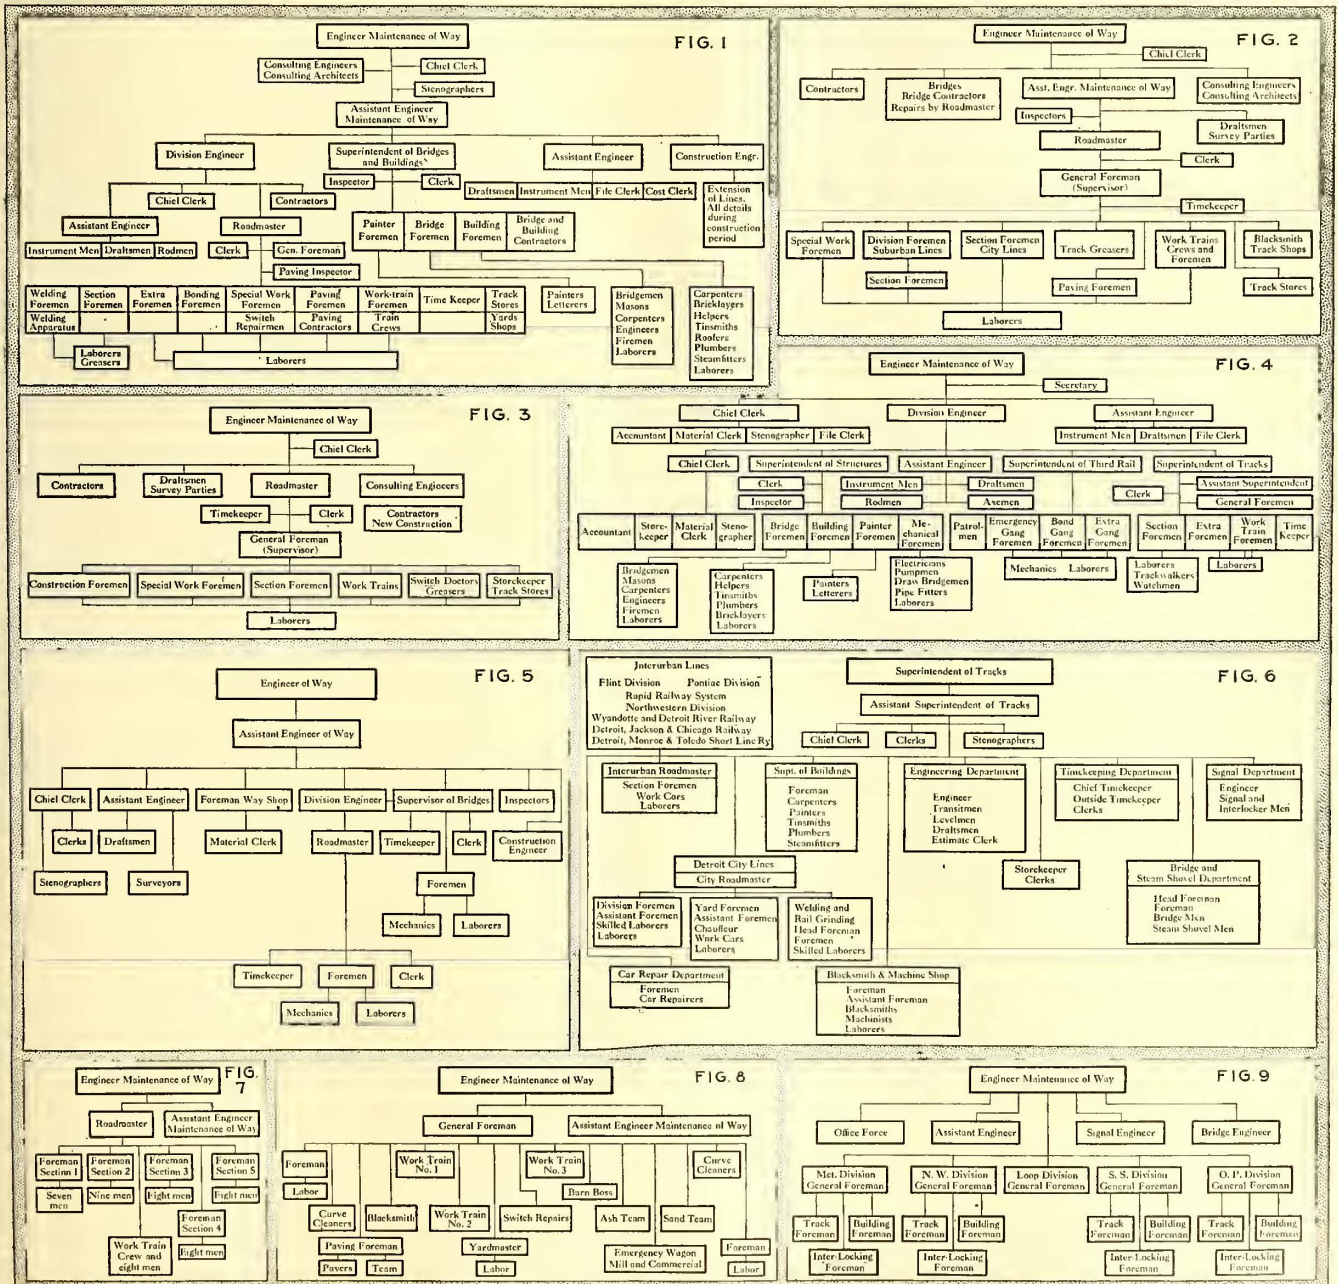 FIG. 1
Engineer Maintenance of Way
Consulting Engineers
Consulting Architects
Chief Clerk
Stenographers
Assistant Engineer
Maintenance of Way
Division Engineer
Superintendent of Bridges
and Buildings
Assistant Engineer
Construction Engr.
Chief Clerk
Contractors
Inspector
Clerk
Draftsmen
Instrument Men
File Clerk
Cost Clerk
Extension
of Lines.
All details
during
construction
period
Assistant Engineer
Roadmaster
Painter
Foremen
Bridge
Foremen
Building
Foremen
Bridge and
Building
Contractors
Instrument Men
Draftsmen
Rodmen
Clerk
Gen. Foreman
Paving Inspector
Welding
Foremen
Section
Foremen
Extra
Foremen
Bonding
Foremen
Special Work
Foremen
Paving
Foremen
Work-train
Foremen
Time Keeper
Track
Stores
Welding
Apparatus
Switch
Repairmen
Paving
Contractors
Train
Crews
Yards
Shops
Laborers
Greasers
Laborers
Painters
Letterers
Bridgemen
Masons
Carpenters
Engineers
Firemen
Laborers
Carpenters
Bricklayers
Helpers
Tinsmiths
Roofers
Plumbers
Steamfitters
Laborers
FIG. 2
Engineer Maintenance of Way
Chief Clerk
Contractors
Bridges
Bridge Contractors
Repairs by Roadmaster
Asst. Engr. Maintenance of Way
Consulting Engineers
Consulting Architects
Inspectors
Draftsmen
Survey Parties
Roadmaster
Clerk
General Foreman
(Supervisor)
Timekeeper
Special Work
Foremen
Division Foremen
Suburban Lines
Section Foremen
City Lines
Track Greasers
Work Trains
Crews and
Foremen
Blacksmith
Track Shops
Section Foremen
Paving Foremen
Track Stores
Laborers
FIG. 3
Engineer Maintenance of Way
Chief Clerk
Contractors
Draftsmen
Survey Parties
Roadmaster
Consulting Engineers
Timekeeper
Clerk
Contractors
New Construction
General Foreman
(Supervisor)
Construction Foremen
Special Work Foremen
Section Foremen
Work Trains
Switch Doctors
Greasers
Storekeeper
Track Stores
Laborers
FIG. 4
Engineer Maintenance of Way
Secretary
Chief Clerk
Division Engineer
Assistant Engineer
Accountant
Material Clerk
Stenographer
File Clerk
Instrument Men
Draftsmen
File Clerk
Chief Clerk
Superintendent of Structures
Assistant Engineer
Superintendent of Third Rail
Superintendent of Tracks
Clerk
Inspector
Instrument Men
Rodmen
Draftsmen
Axemen
Clerk
Assistant Superintendent
General Foremen
Accountant
Store-
keeper
Material
Clerk
Steno-
grapher
Bridge
Foremen
Building
Foremen
Painter
Foremen
Me-
chanical
Foremen
Patrol-
men
Emergency
Gang
Foremen
Bond
Gang
Foremen
Extra
Gang
Foremen
Section
Foremen
Extra
Foremen
Work
Train
Foremen
Time
Keeper
Bridgemen
Masons
Carpenters
Engineers
Firemen
Laborers
Carpenters
Helpers
Tinsmiths
Plumbers
Bricklayers
Laborers
Painters
Letterers
Electricians
Pumpmen
Draw Bridgemen
Pipe Fitters
Laborers
Mechanics
Laborers
Laborers
Trackwalkers
Watchmen
Laborers
FIG. 5
Engineer of Way
Assistant Engineer of Way
Chief Clerk
Assistant Engineer
Foreman Way Shop
Division Engineer
Supervisor of Bridges
Inspectors
Clerks
Draftsmen
Material Clerk
Roadmaster
Timekeeper
Clerk
Construction
Engineer
Stenographers
Surveyors
Foremen
Mechanics
Laborers
Timekeeper
Foremen
Clerk
Mechanics
Laborers
FIG. 6
Interurban Lines
Flint Division
Pontiac Division
Rapid Railway System
Northwestern Division
Wyandotte and Detroit River Railway
Detroit, Jackson & Chicago Railway
Detroit, Monroe & Toledo Short Line Ry
Superintendent of Tracks
Assistant Superintendent of Tracks
Chief Clerk
Clerks
Stenographers
Interurban Roadmaster
Section Foremen
Work Cars
Laborers
Supt. of Buildings
Foreman
Carpenters
Painters
Tinsmiths
Plumbers
Steamfitters
Engineering Department
Engineer
Transitmen
Levelmen
Draftsmen
Estimate Clerk
Timekeeping Department
Chief Timekeeper
Outside Timekeeper
Clerks
Signal Department
Engineer
Signal and
Interlocker Men
Detroit City Lines
City Roadmaster
Storekeeper
Clerks
Bridge and
Steam Shovel Department
Head Foreman
Foreman
Bridge Men
Steam Shovel Men
Division Foremen
Assistant Foremen
Skilled Laborers
Laborers
Yard Foremen
Assistant Foremen
Chauffeur
Work Cars
Laborers
Welding and
Rail Grinding
Head Foreman
Foremen
Skilled Laborers
Car Repair Department
Foremen
Car Repairers
Blacksmith & Machine Shop
Foreman
Assistant Foreman
Blacksmiths
Machinists
Laborers
FIG.
7
Engineer Maintenance of Way
Roadmaster
Assistant Engineer
Maintenance of Way
Foreman
Section 1
Foreman
Section 2
Foreman
Section 3
Foreman
Section 5
Seven
men
Nine men
Eight men
Eight men
Foreman
Section 4
Work Train
Crew and
eight men
Eight men
FIG. 8
Engineer Maintenance of Way
General Foreman
Assistant Engineer Maintenance of Way
Foreman
Labor
Work Train
No. 1
Work Train
No. 3
Curve
Cleaners
Barn Boss
Curve
Cleaners
Blacksmith
Work Train
No. 2
Switch Repairs
Ash Team
Sand Team
Paving Foreman
Pavers
Team
Yardmaster
Labor
Emergency Wagon
Mill and Commercial
Foreman
Labor
FIG. 9
Engineer Maintenance of Way
Office Force
Assistant Engineer
Signal Engineer
Bridge Engineer
Met. Division
General Foreman
N. W. Division
General Foreman
Loop Division
General Foreman
S. S. Division
General Foreman
O. P. Division
General Foreman
Track
Foreman
Building
Foreman
Track
Foreman
Building
Foreman
Track
Foreman
Building
Foreman
Track
Foreman
Building
Foreman
Inter-Locking
Foreman
Inter-Locking
Foreman
Inter-Locking
Foreman
Inter-Locking
Foreman